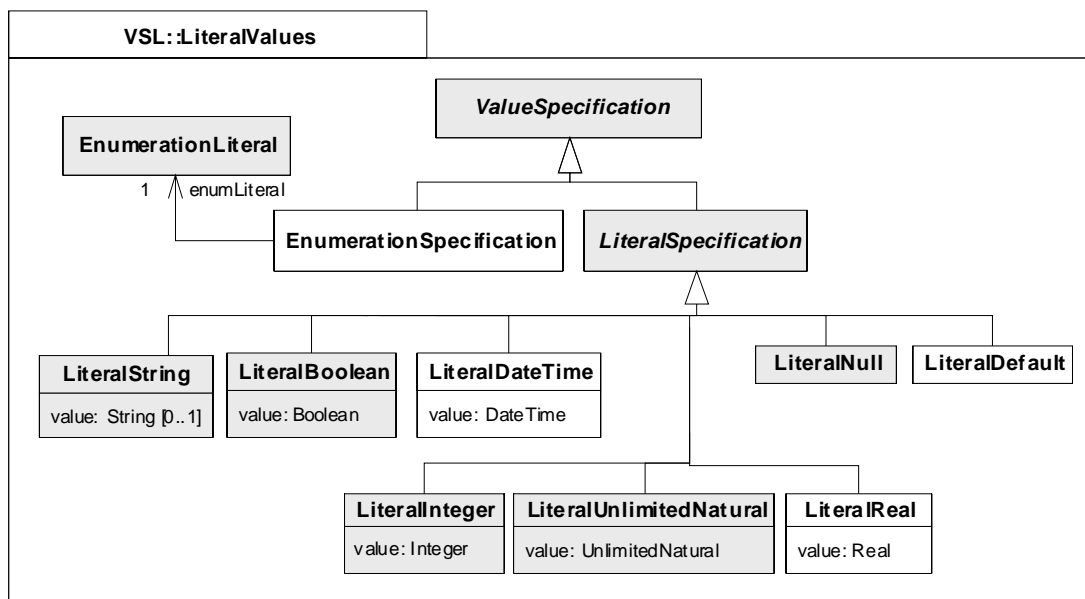 VSL::LiteralValues
ValueSpecification
EnumerationLiteral
1 enumLiteral
EnumerationSpecification
LiteralSpecification
LiteralString
value: String [0..1]
LiteralBoolean
value: Boolean
LiteralDateTime
value: DateTime
LiteralNull
LiteralDefault
LiteralInteger
value: Integer
LiteralUnlimitedNatural
value: UnlimitedNatural
LiteralReal
value: Real